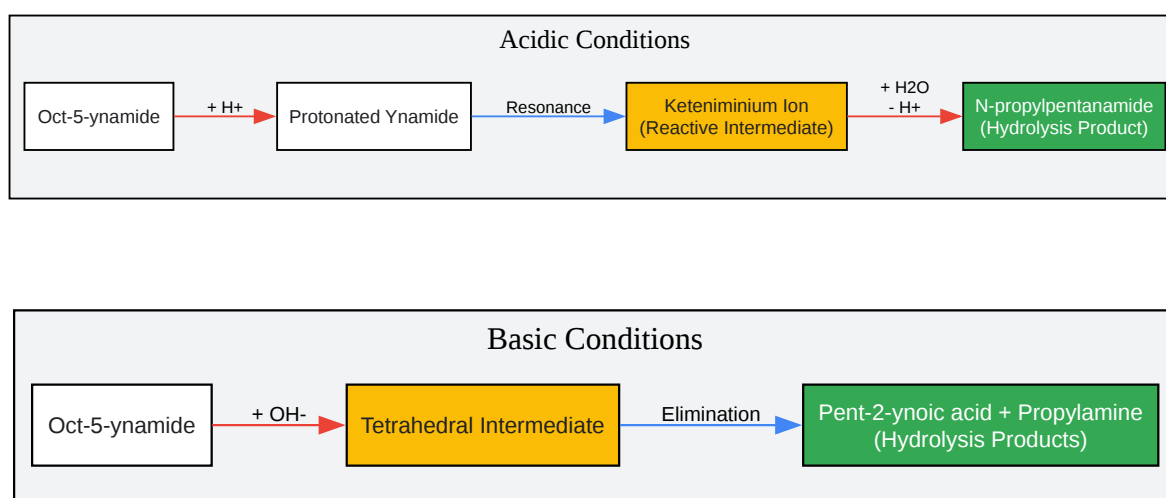 Acidic Conditions
Oct-5-ynamide
+ H+
Protonated Ynamide
Resonance
Keteniminium Ion
(Reactive Intermediate)
+ H2O
- H+
N-propylpentanamide
(Hydrolysis Product)
Basic Conditions
Oct-5-ynamide
+ OH-
Tetrahedral Intermediate
Elimination
Pent-2-ynoic acid + Propylamine
(Hydrolysis Products)